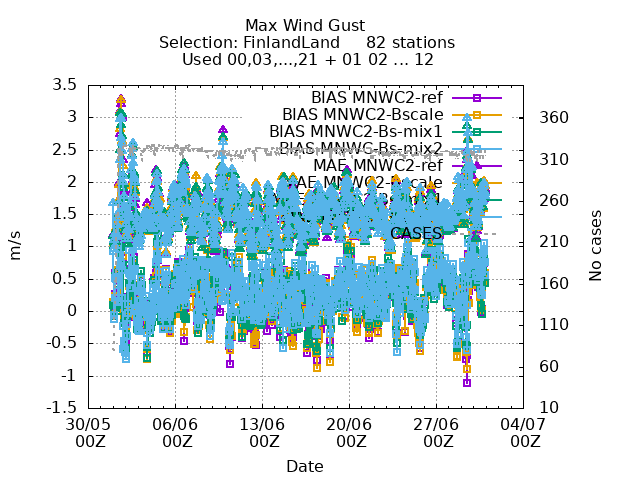 Max Wind Gust
Selection: FinlandLand 82 stations
Used 00,03,...,21 + 01 02 ... 12
3.5
3
2.5
2
1.5
1
0.5
0
-0.5
-1
-1.5
m/s
360
310
260
210
160
110
60
10
No cases
BIAS MNWC2-ref
BIAS MNWC2-Bscale
BIAS MNWC2-Bs-mix1
BIAS MNWC2-Bs-mix2
MAE MNWC2-ref
MAE MNWC2-Bscale
CASES
30/05 06/06 13/06 20/06 27/06 04/07
00Z 00Z 00Z 00Z 00Z 00Z
Date